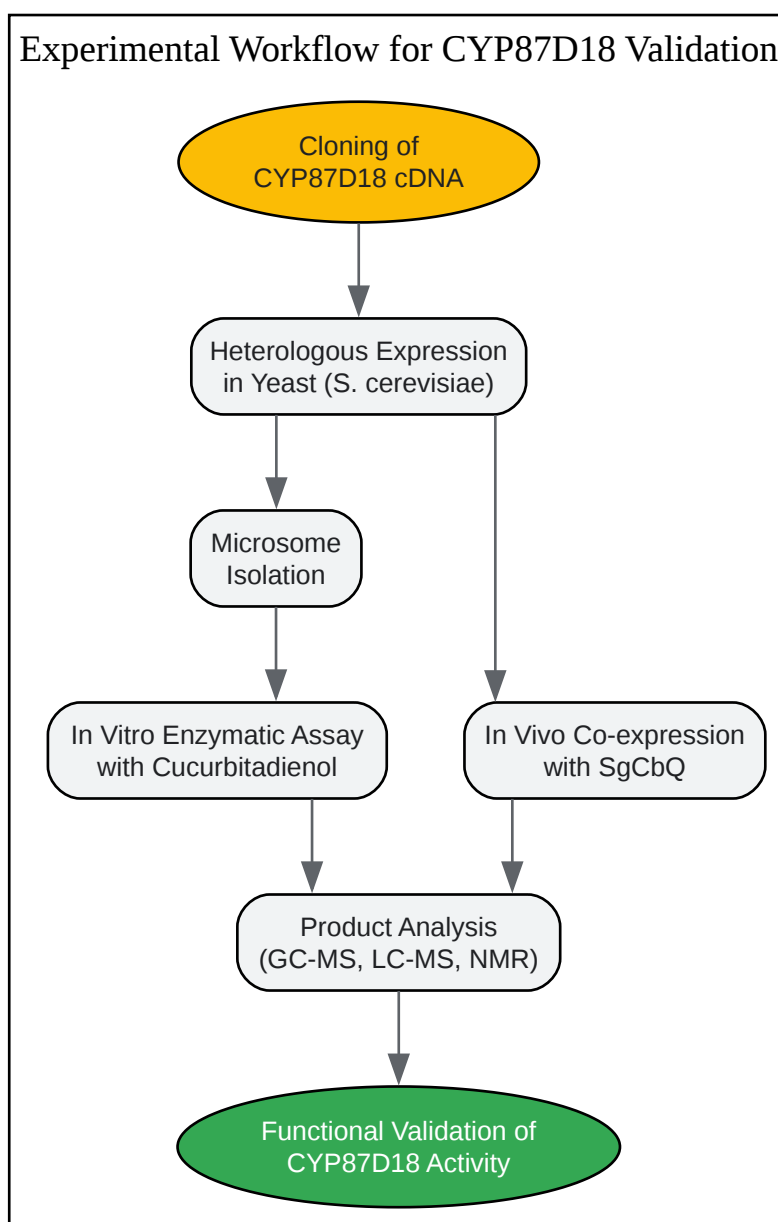 Experimental Workflow for CYP87D18 Validation
Cloning of
CYP87D18 cDNA
Heterologous Expression
in Yeast (S. cerevisiae)
Microsome
Isolation
In Vitro Enzymatic Assay
with Cucurbitadienol
In Vivo Co-expression
with SgCbQ
Product Analysis
(GC-MS, LC-MS, NMR)
Functional Validation of
CYP87D18 Activity